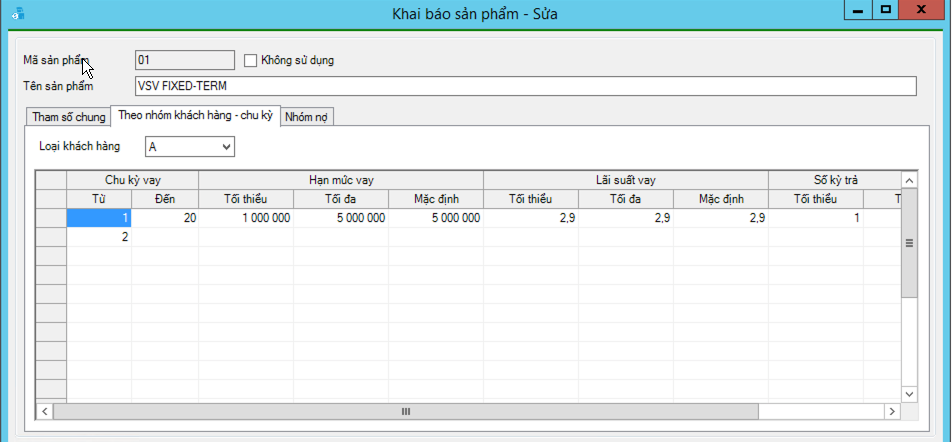 Khai báo sản phẩm - Sửa
Mã sản phẩm 01 Không sử dụng
Tên sản phẩm VSV FIXED-TERM
Tham số chung Theo nhóm khách hàng - chu kỳ Nhóm nợ
Loại khách hàng A
Chu kỳ vay Hạn mức vay Lãi suất vay Số kỳ trả
Từ Đến Tối thiểu Tối đa Mặc định Tối thiểu Tối đa Mặc định Tối thiểu T
1 20 1 000 000 5 000 000 5 000 000 2,9 2,9 2,9 1
2